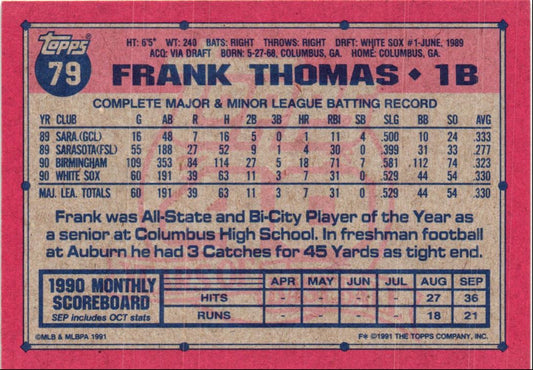 Topps
79
HT: 6'5" WT: 240 BATS: RIGHT THROWS: RIGHT DRFT: WHITE SOX #1-JUNE, 1989
ACQ: VIA DRAFT BORN: 5-27-68, COLUMBUS, GA. HOME: COLUMBUS, GA.
FRANK THOMAS ◆ 1B
COMPLETE MAJOR & MINOR LEAGUE BATTING RECORD
YR CLUB G AB R H 2B 3B HR RBI SB SLG BB SO AVG
89 SARA.(GCL) 16 48 7 16 5 0 1 11 4 .500 10 24 .333
89 SARASOTA(FSL) 55 188 27 52 9 1 4 30 0 .399 31 33 .277
90 BIRMINGHAM 109 353 84 114 27 5 18 71 7 .581 112 74 .323
90 WHITE SOX 60 191 39 63 11 3 7 31 0 .529 44 54 .330
MAJ. LEA. TOTALS 60 191 39 63 11 3 7 31 0 .529 44 54 .330
Frank was All-State and Bi-City Player of the Year as
a senior at Columbus High School. In freshman football
at Auburn he had 3 Catches for 45 Yards as tight end.
1990 MONTHLY
SCOREBOARD
SEP includes OCT stats
APR MAY JUN JUL AUG SEP
HITS - - - - 27 36
RUNS - - - - 18 21
©MLB & MLBPA 1991
F* ©1991 THE TOPPS COMPANY, INC.